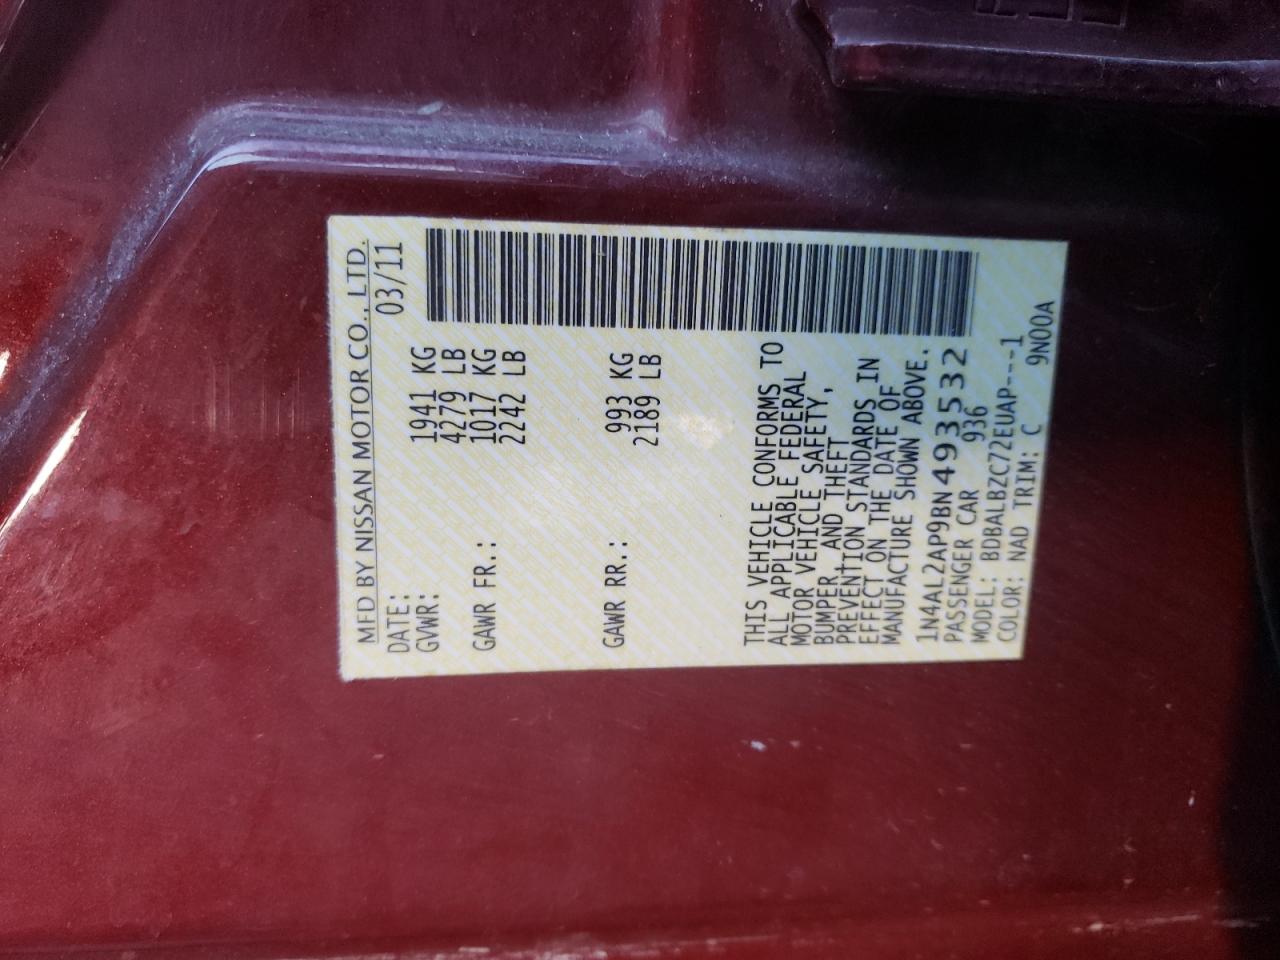 MFD BY NISSAN MOTOR CO., LTD.
DATE: 03/11
GVWR: 1941 KG
4279 LB
GAWR FR.: 1017 KG
2242 LB
GAWR RR.: 993 KG
2189 LB
THIS VEHICLE CONFORMS TO
ALL APPLICABLE FEDERAL
MOTOR VEHICLE SAFETY,
BUMPER, AND THEFT
PREVENTION STANDARDS IN
EFFECT ON THE DATE OF
MANUFACTURE SHOWN ABOVE.
1N4AL2AP9BN493532
PASSENGER CAR 936
MODEL: BDBALBZC72EUAP---1
COLOR: NAD TRIM: C 9N00A